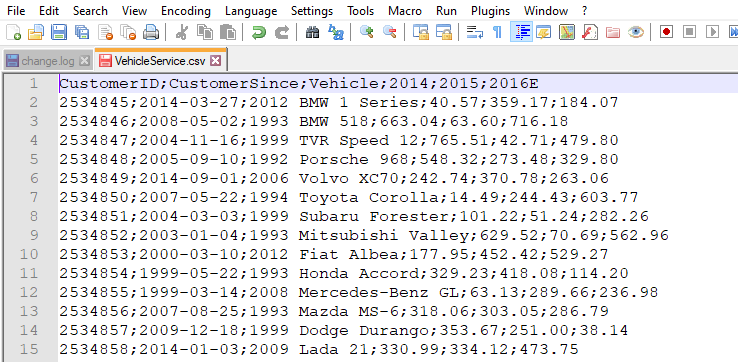 File Edit Search View Encoding Language Settings Tools Macro Run Plugins Window ?
change.log VehicleService.csv
1 CustomerID;CustomerSince;Vehicle;2014;2015;2016E
2 2534845;2014-03-27;2012 BMW 1 Series;40.57;359.17;184.07
3 2534846;2008-05-02;1993 BMW 518;663.04;63.60;716.18
4 2534847;2004-11-16;1999 TVR Speed 12;765.51;42.71;479.80
5 2534848;2005-09-10;1992 Porsche 968;548.32;273.48;329.80
6 2534849;2014-09-01;2006 Volvo XC70;242.74;370.78;263.06
7 2534850;2007-05-22;1994 Toyota Corolla;14.49;244.43;603.77
8 2534851;2004-03-03;1999 Subaru Forester;101.22;51.24;282.26
9 2534852;2003-01-04;1993 Mitsubishi Valley;629.52;70.69;562.96
10 2534853;2000-03-10;2012 Fiat Albea;177.95;452.42;529.27
11 2534854;1999-05-22;1993 Honda Accord;329.23;418.08;114.20
12 2534855;1999-03-14;2008 Mercedes-Benz GL;63.13;289.66;236.98
13 2534856;2007-08-25;1993 Mazda MS-6;318.06;303.05;286.79
14 2534857;2009-12-18;1999 Dodge Durango;353.67;251.00;38.14
15 2534858;2014-01-03;2009 Lada 21;330.99;334.12;473.75